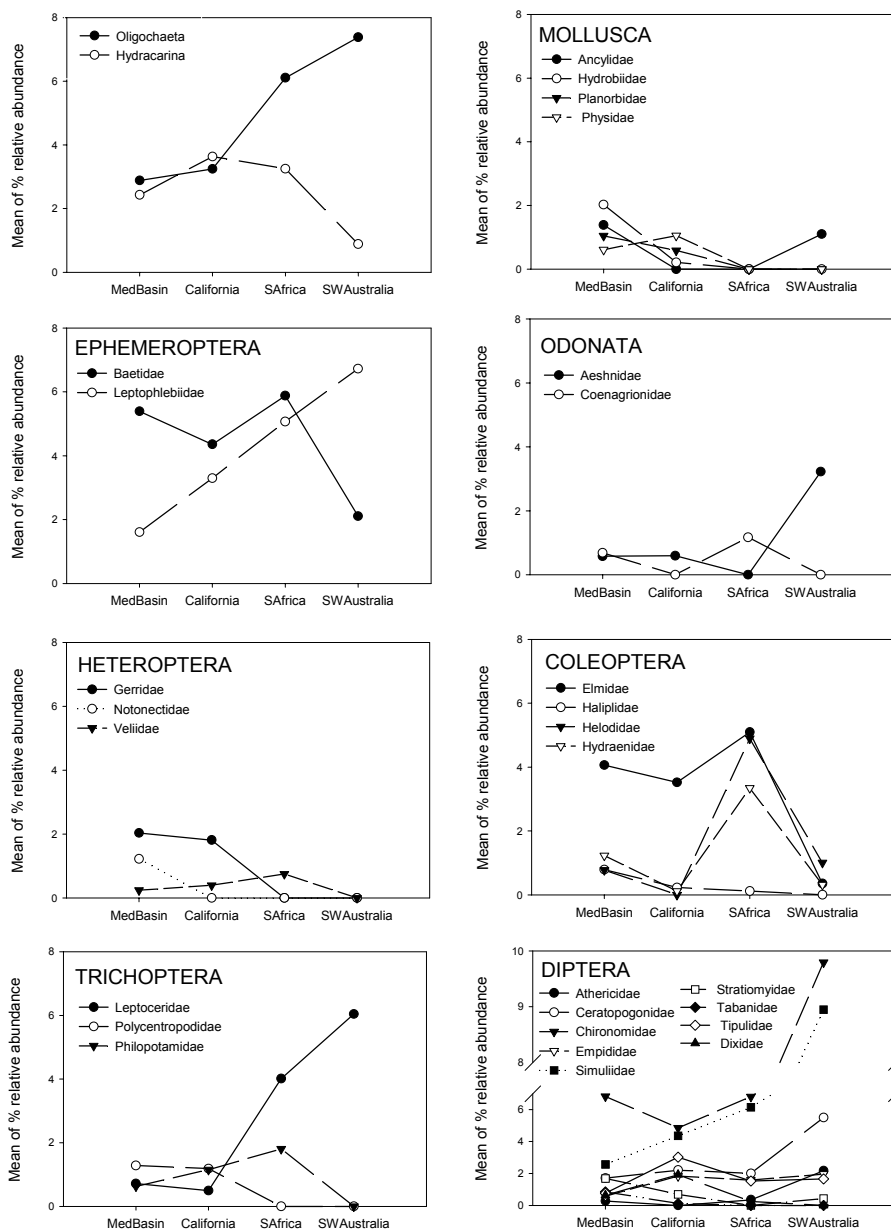 8
6
4
2
0
Mean of % relative abundance
Oligochaeta
Hydracarina
MedBasin California SAfrica SWAustralia
8
6
4
2
0
Mean of % relative abundance
MOLLUSCA
Ancylidae
Hydrobiidae
Planorbidae
Physidae
MedBasin California SAfrica SWAustralia
8
6
4
2
0
Mean of % relative abundance
EPHEMEROPTERA
Baetidae
Leptophlebiidae
MedBasin California SAfrica SWAustralia
8
6
4
2
0
Mean of % relative abundance
ODONATA
Aeshnidae
Coenagrionidae
MedBasin California SAfrica SWAustralia
8
6
4
2
0
Mean of % relative abundance
HETEROPTERA
Gerridae
Notonectidae
Veliidae
MedBasin California SAfrica SWAustralia
8
6
4
2
0
Mean of % relative abundance
COLEOPTERA
Elmidae
Haliplidae
Helodidae
Hydraenidae
MedBasin California SAfrica SWAustralia
8
6
4
2
0
Mean of % relative abundance
TRICHOPTERA
Leptoceridae
Polycentropodidae
Philopotamidae
MedBasin California SAfrica SWAustralia
10
9
8
6
4
2
0
Mean of % relative abundance
DIPTERA
Athericidae
Ceratopogonidae
Chironomidae
Empididae
Simuliidae
Stratiomyidae
Tabanidae
Tipulidae
Dixidae
MedBasin California SAfrica SWAustralia